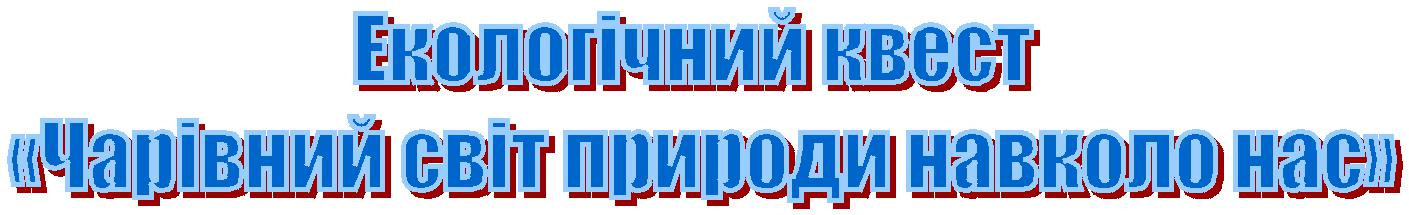 Екологічний квест
«Чарівний світ природи навколо нас»